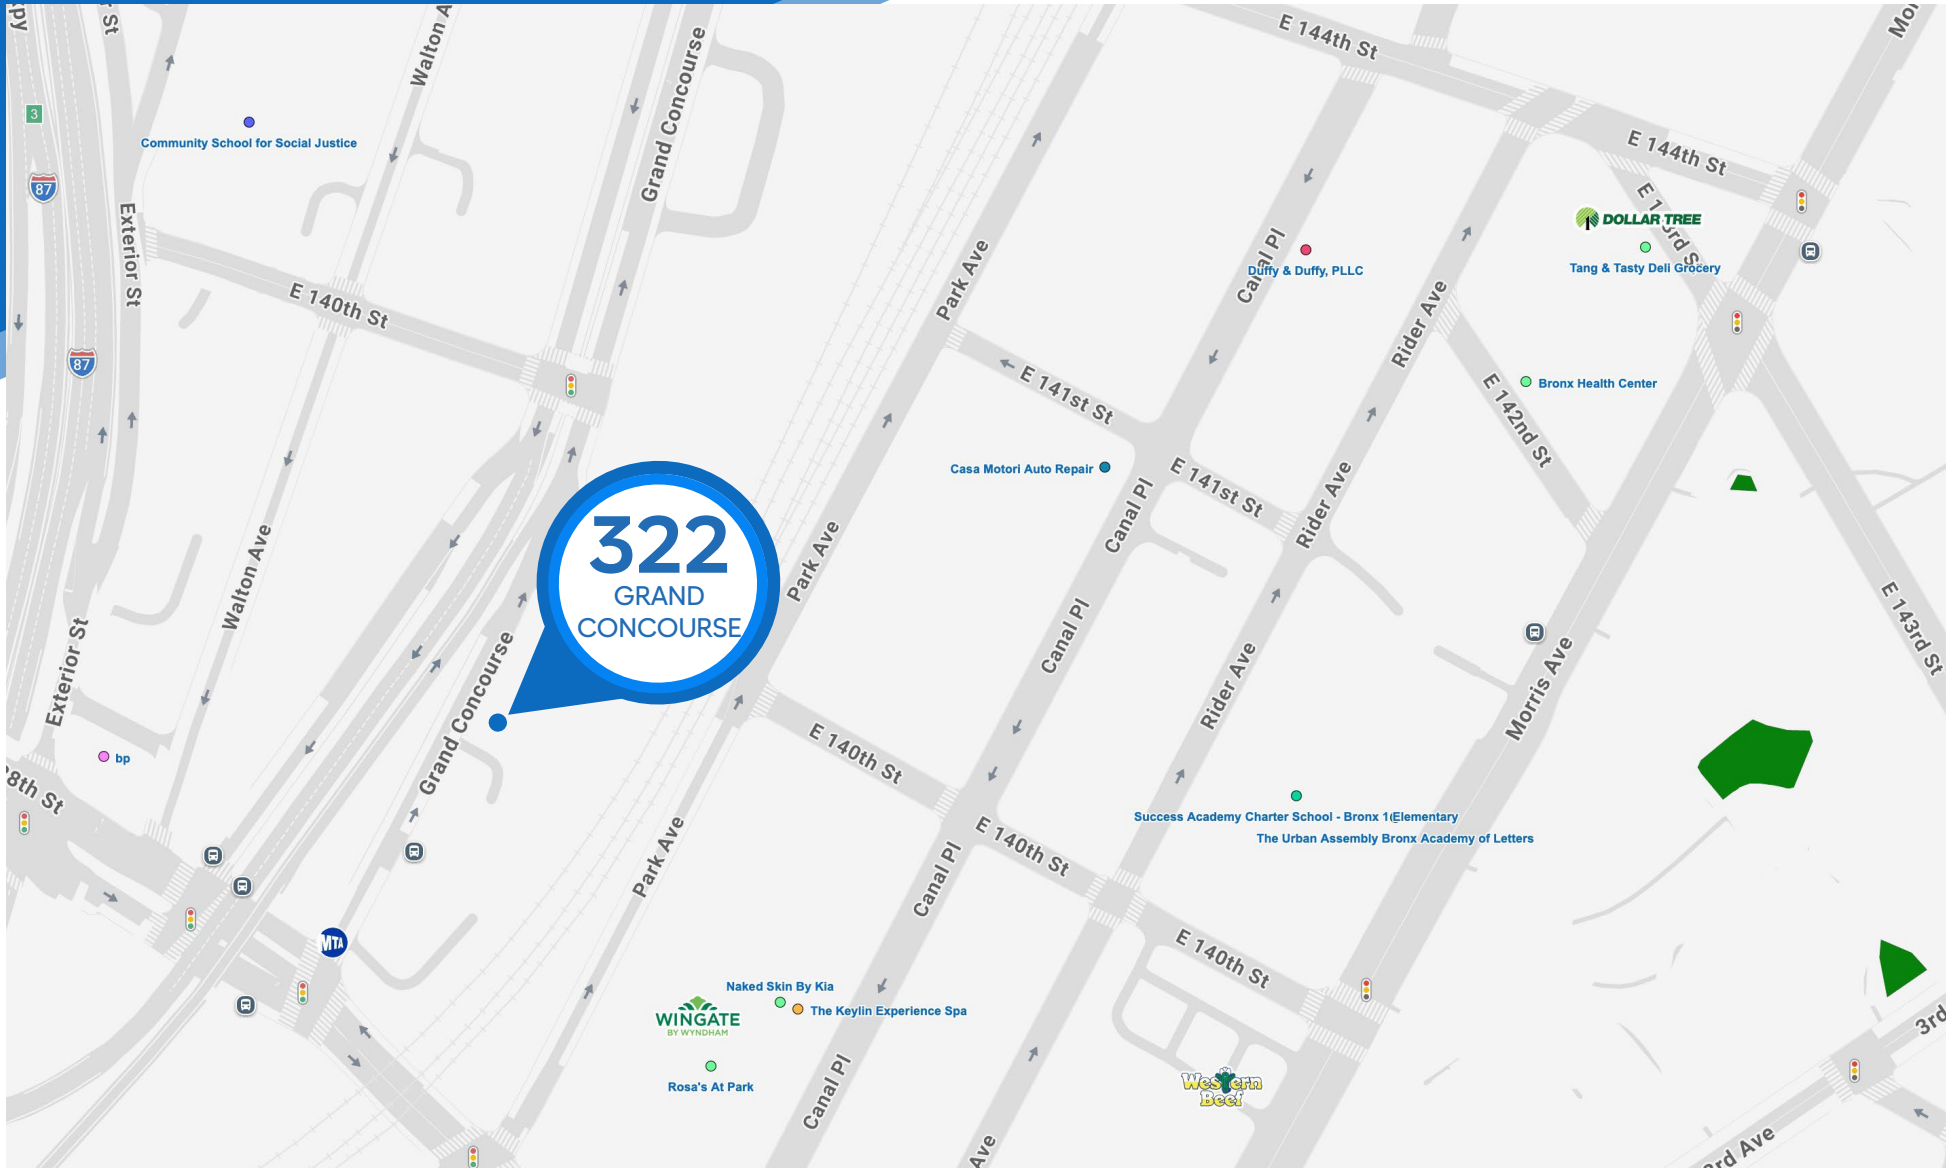 Walton A
Grand Concourse
E 144th St
3
Community School for Social Justice
87
Exterior St
E 144th St
DOLLAR TREE
Tang & Tasty Deli Grocery
Canal Pl
Duffy & Duffy, PLLC
Park Ave
E 140th St
Rider Ave
87
E 141st St
E 142nd St
Bronx Health Center
Casa Motori Auto Repair
E 141st St
Canal Pl
Rider Ave
322
GRAND
CONCOURSE
Park Ave
Walton Ave
E 143rd St
Exterior St
Grand Concourse
Canal Pl
Rider Ave
Morris Ave
bp
8th St
E 140th St
Success Academy Charter School - Bronx 1
Elementary
The Urban Assembly Bronx Academy of Letters
E 140th St
Park Ave
Canal Pl
MTA
E 140th St
Naked Skin By Kia
The Keylin Experience Spa
WINGATE
BY WYNDHAM
3rd
Rosa's At Park
Western
Beef
Canal Pl
Ave
rd Ave